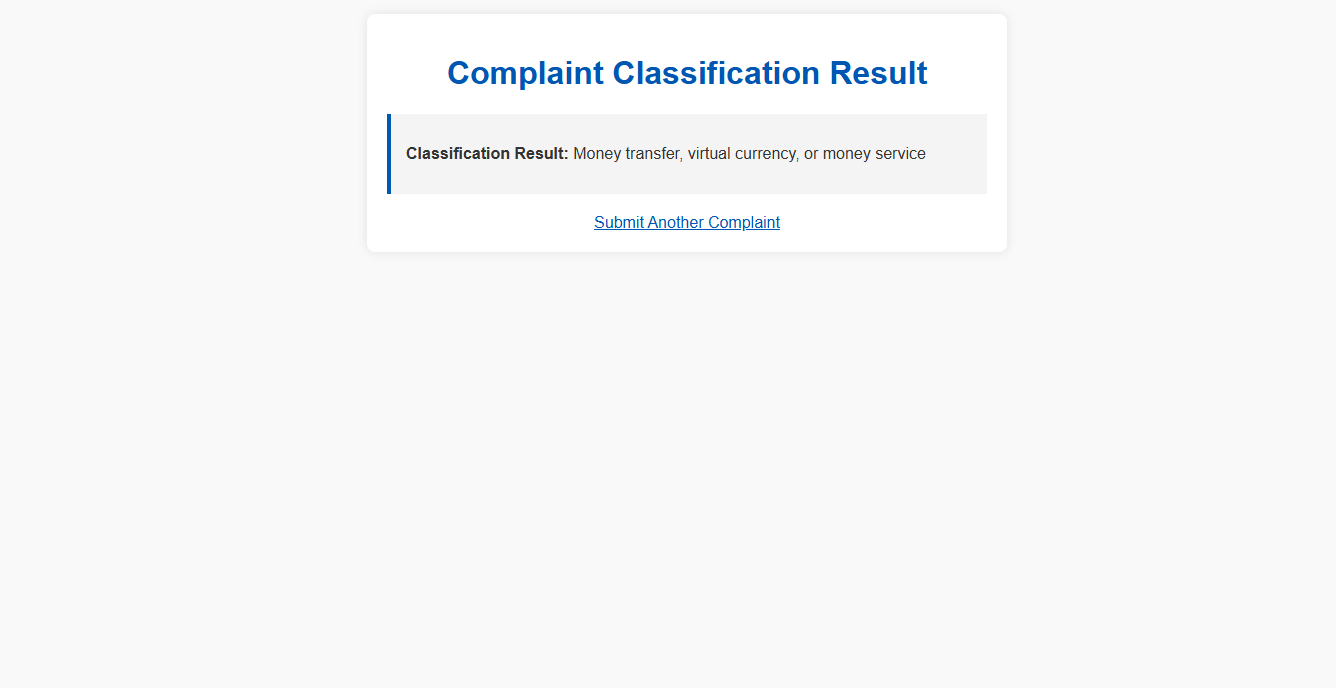 Complaint Classification Result
Classification Result: Money transfer, virtual currency, or money service
Submit Another Complaint